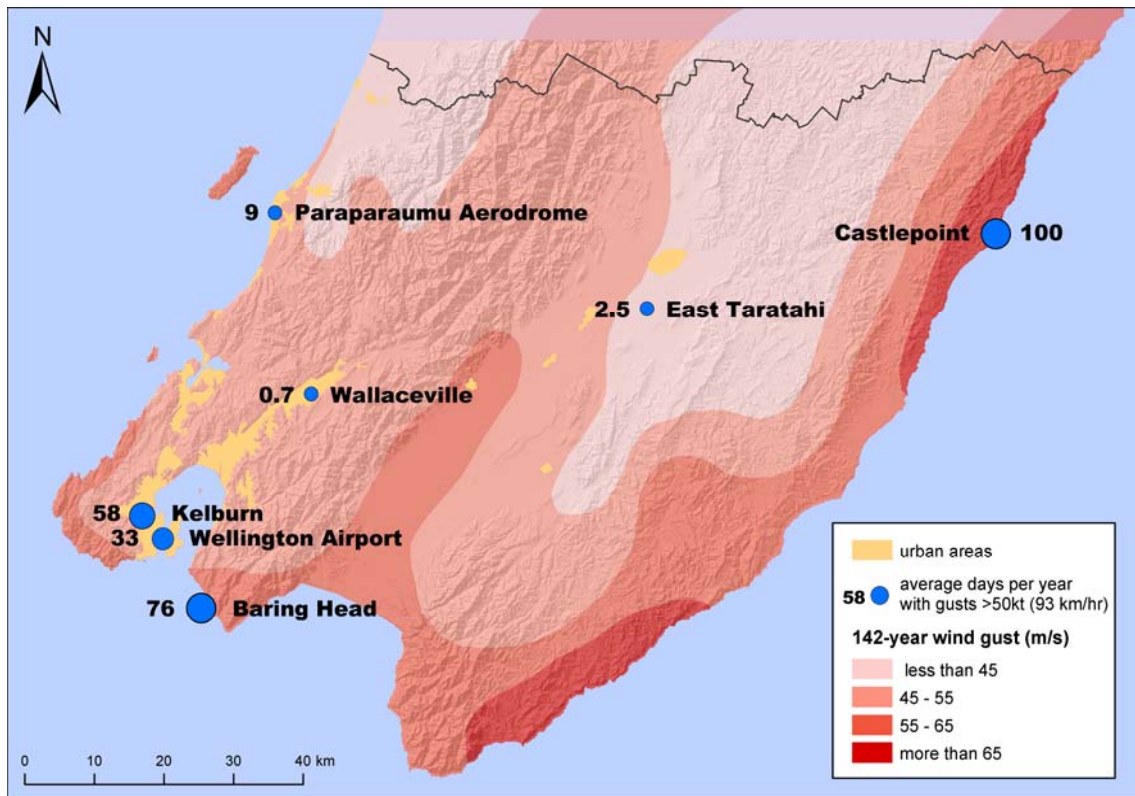 N
9 Paraparaumu Aerodrome
Castlepoint 100
2.5 East Taratahi
0.7 Wallaceville
58 Kelburn
33 Wellington Airport
76 Baring Head
urban areas
58 average days per year
with gusts >50kt (93 km/hr)
142-year wind gust (m/s)
less than 45
45 - 55
55 - 65
more than 65
0 10 20 40 km